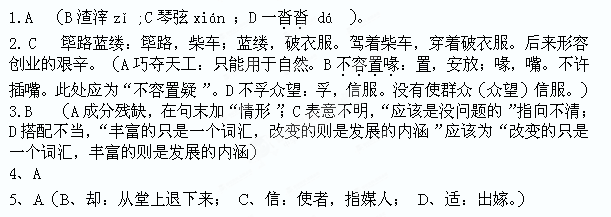 1.A （B渣滓 zǐ ;C琴弦 xián ；D一沓沓 dá ）。
2.C 筚路蓝缕：筚路，柴车；蓝缕，破衣服。驾着柴车，穿着破衣服。后来形容
创业的艰辛。（A巧夺天工：只能用于自然。B不容置喙：置，安放；喙，嘴。不许
插嘴。此处应为“不容置疑”。D不孚众望：孚，信服。没有使群众（众望）信服。）
3.B （A成分残缺，在句末加“情形”；C表意不明，“应该是没问题的”指向不清；
D搭配不当，“丰富的只是一个词汇，改变的则是发展的内涵”应该为“改变的只是
一个词汇，丰富的则是发展的内涵）
4、A
5、A（B、却：从堂上退下来； C、信：使者，指媒人； D、适：出嫁。）